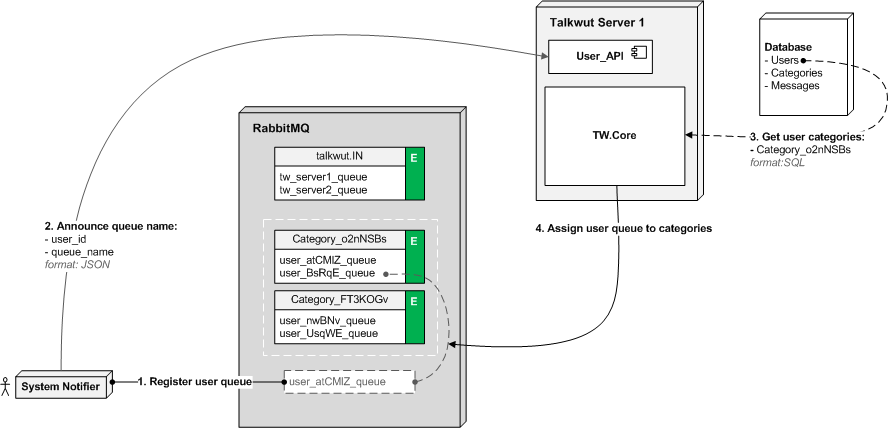 Talkwut Server 1
User_API
TW.Core
Database
- Users
- Categories
- Messages
3. Get user categories:
- Category_o2nNSBs
format:SQL
RabbitMQ
talkwut.IN
E
tw_server1_queue
tw_server2_queue
Category_o2nNSBs
E
user_atCMlZ_queue
user_BsRqE_queue
Category_FT3KOGv
E
user_nwBNv_queue
user_UsqWE_queue
user_atCMlZ_queue
2. Announce queue name:
- user_id
- queue_name
format: JSON
4. Assign user queue to categories
System Notifier
1. Register user queue